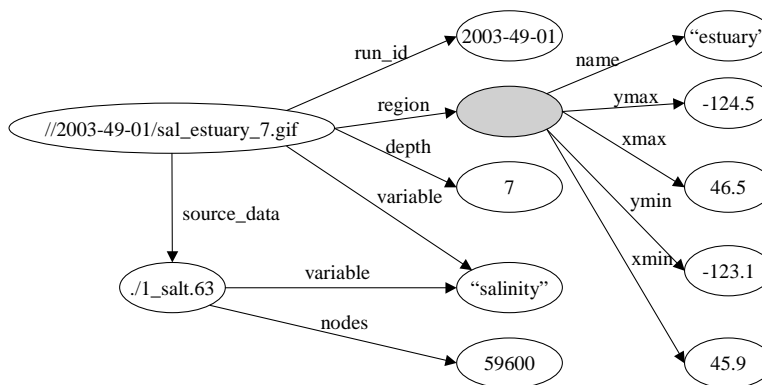 2003-49-01
“estuary”
run_id
name
region
ymax
-124.5
//2003-49-01/sal_estuary_7.gif
depth
xmax
7
46.5
variable
ymin
source_data
xmin
-123.1
./1_salt.63
variable
“salinity”
nodes
59600
45.9